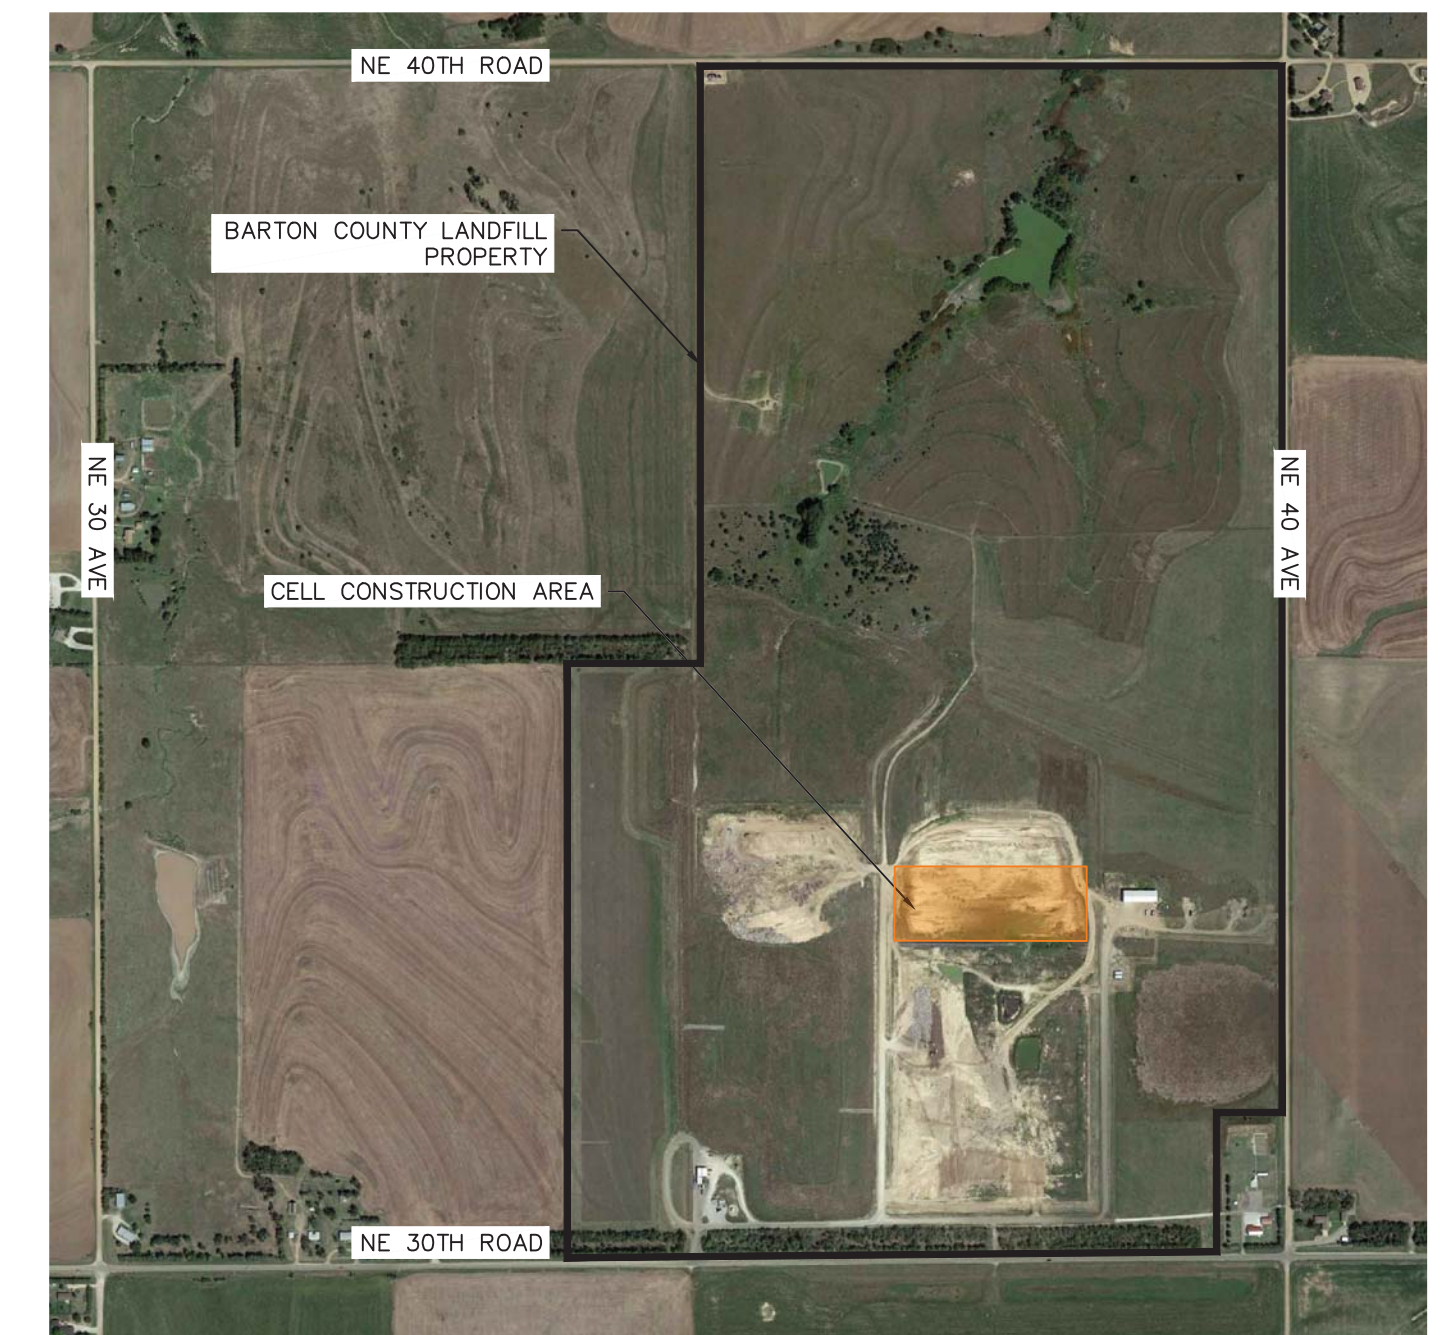 NE 40TH ROAD
BARTON COUNTY LANDFILL
PROPERTY
NE 30 AVE
NE 40 AVE
CELL CONSTRUCTION AREA
NE 30TH ROAD